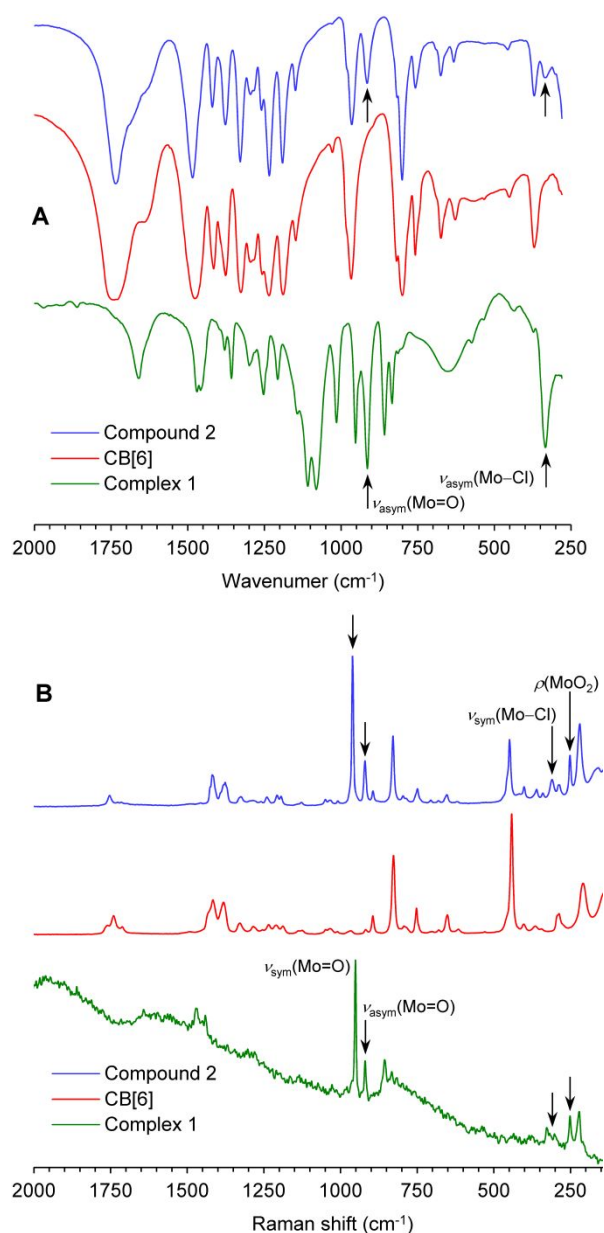 A
Compound 2
CB[6]
Complex 1
νasym(Mo–Cl)
νasym(Mo=O)
2000 1750 1500 1250 1000 750 500 250
Wavenumer (cm-1)
B
ρ(MoO2)
νsym(Mo–Cl)
νsym(Mo=O)
νasym(Mo=O)
Compound 2
CB[6]
Complex 1
2000 1750 1500 1250 1000 750 500 250
Raman shift (cm-1)